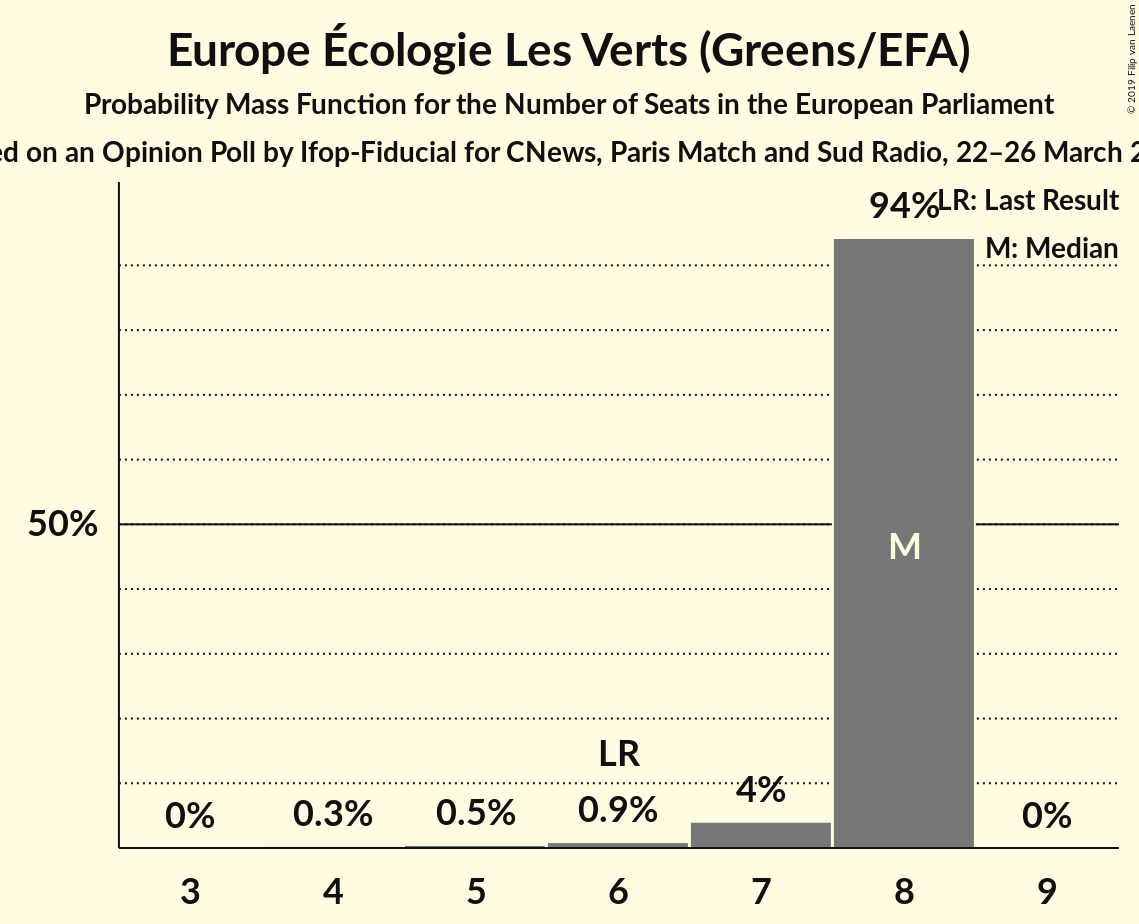 Europe Écologie Les Verts (Greens/EFA)
Probability Mass Function for the Number of Seats in the European Parliament
on an Opinion Poll by Ifop-Fiducial for CNews, Paris Match and Sud Radio, 22–26 March
© 2019 Filip van Laenen
LR: Last Result
M: Median
94%
50%
M
LR
0%
0.3%
0.5%
0.9%
4%
0%
3 4 5 6 7 8 9